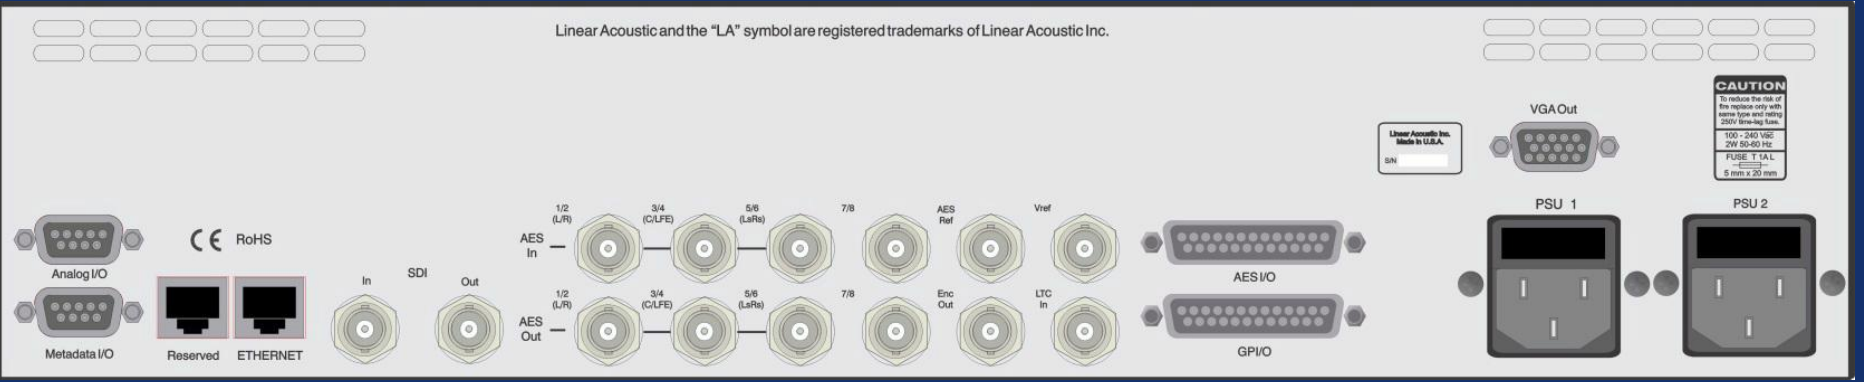 Linear Acoustic and the “LA” symbol are registered trademarks of Linear Acoustic Inc.
CAUTION
To reduce the risk of
fire replace only with
same type and rating
250V time-lag fuse.
100 - 240 Vac
2W 50-60 Hz
FUSE T 1A L
5 mm x 20 mm
VGA Out
Linear Acoustic Inc.
Made in U.S.A.
S/N
PSU 1
PSU 2
Analog I/O
CE RoHS
Metadata I/O
Reserved
ETHERNET
In
SDI
Out
AES
In
1/2
(L/R)
3/4
(C/LFE)
5/6
(LsRs)
7/8
AES
Ref
Vref
AES I/O
AES
Out
1/2
(L/R)
3/4
(C/LFE)
5/6
(LsRs)
7/8
Enc
Out
LTC
In
GPI/O